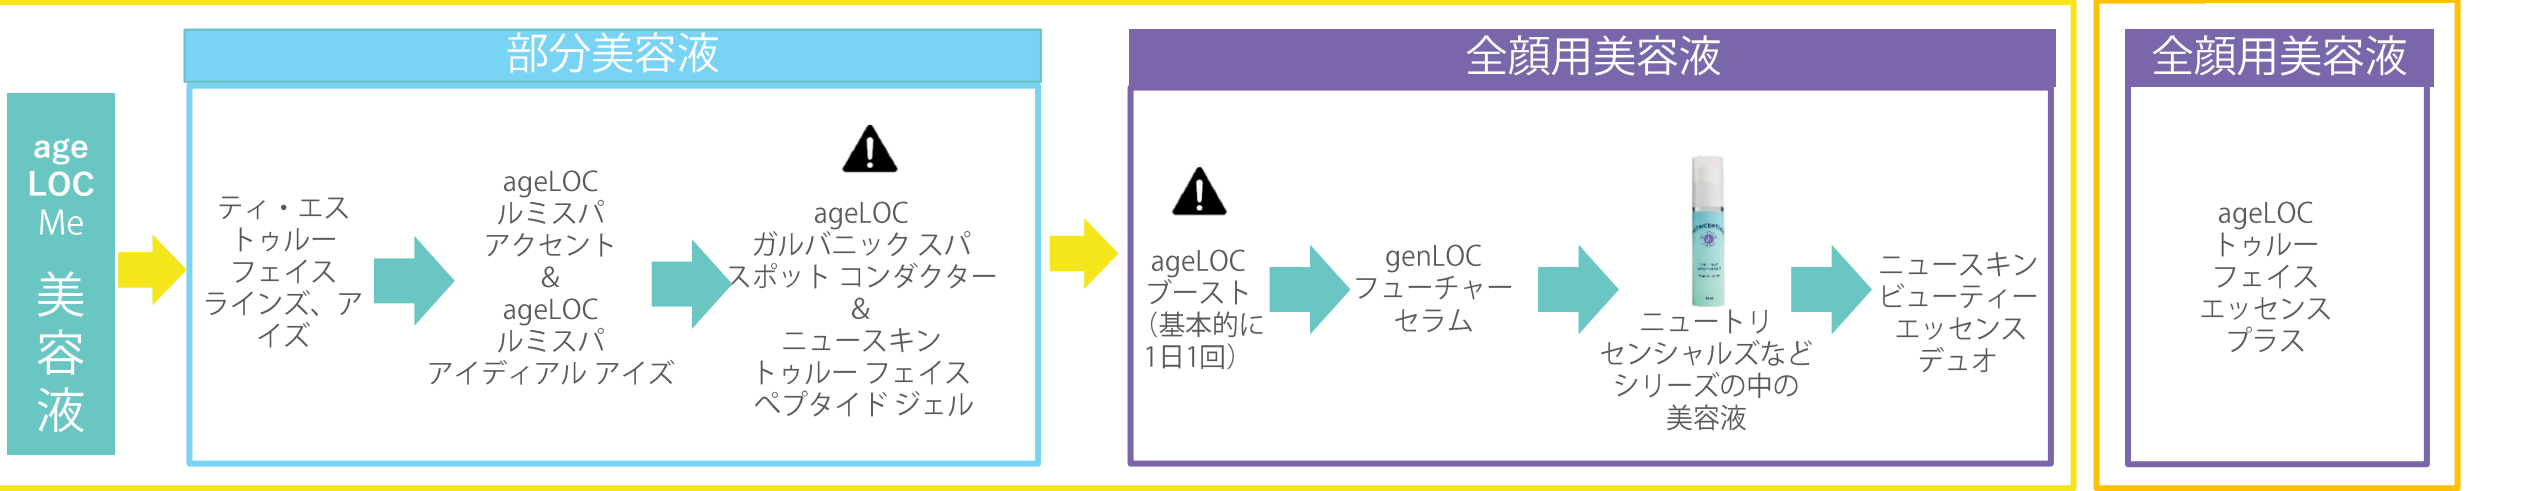 age
LOC
Me
美
容
液
部分美容液
ティ・エス
トゥルー
フェイス
ラインズ、ア
イズ
ageLOC
ルミスパ
アクセント
&
ageLOC
ルミスパ
アイディアル アイズ
ageLOC
ガルバニック スパ
スポット コンダクター
&
ニュースキン
トゥルー フェイス
ペプタイド ジェル
全顔用美容液
ageLOC
ブースト
（基本的に
1日1回）
genLOC
フューチャー
セラム
ニュートリ
センシャルズなど
シリーズの中の
美容液
ニュースキン
ビューティー
エッセンス
デュオ
全顔用美容液
ageLOC
トゥルー
フェイス
エッセンス
プラス